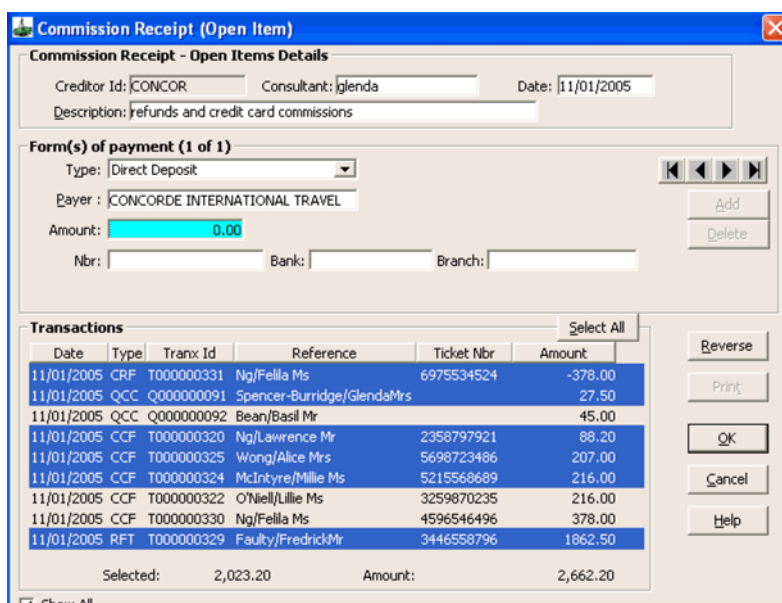 Commission Receipt (Open Item)
Commission Receipt - Open Items Details
Creditor Id: CONCOR Consultant: glenda Date: 11/01/2005
Description: refunds and credit card commissions
Form(s) of payment (1 of 1)
Type: Direct Deposit
Payer : CONCORDE INTERNATIONAL TRAVEL
Add
Amount: 0.00
Delete
Nbr: Bank: Branch:
Transactions Select All
Date Type Tranx Id Reference Ticket Nbr Amount
Reverse
11/01/2005 CRF T000000331 Ng/Felila Ms 6975534524 -378.00
11/01/2005 QCC Q000000091 Spencer-Burridge/GlendaMrs 27.50
Print
11/01/2005 QCC Q000000092 Bean/Basil Mr 45.00
11/01/2005 CCF T000000320 Ng/Lawrence Mr 2358797921 88.20
OK
11/01/2005 CCF T000000325 Wong/Alice Mrs 5698723486 207.00
11/01/2005 CCF T000000324 McIntyre/Millie Ms 5215568689 216.00
Cancel
11/01/2005 CCF T000000322 O'Niell/Lillie Ms 3259870235 216.00
11/01/2005 CCF T000000330 Ng/Felila Ms 4596546496 378.00
Help
11/01/2005 RFT T000000329 Faulty/FredrickMr 3446558796 1862.50
Selected: 2,023.20 Amount: 2,662.20
Show All